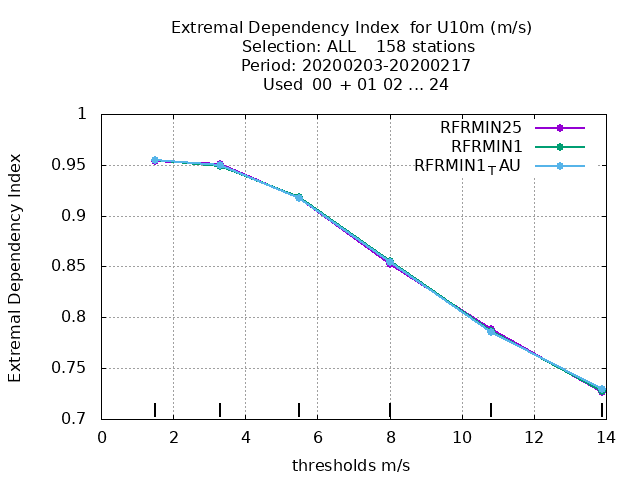 Extremal Dependency Index  for U10m (m/s)
Selection: ALL    158 stations
Period: 20200203-20200217
Used  00 + 01 02 ... 24
RFRMIN25
RFRMIN1
RFRMIN1TAU
Extremal Dependency Index
1
0.95
0.9
0.85
0.8
0.75
0.7
0 2 4 6 8 10 12 14
thresholds m/s